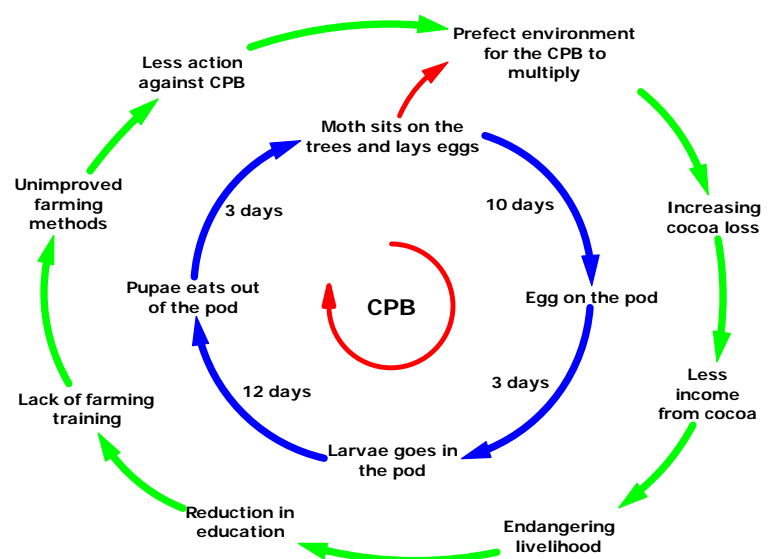 Prefect environment
for the CPB to
multiply
Less action
against CPB
Moth sits on the
trees and lays eggs
Unimproved
farming
methods
3 days
10 days
Increasing
cocoa loss
Pupae eats out
of the pod
CPB
Egg on the pod
12 days
3 days
Less
income
from cocoa
Lack of farming
training
Larvae goes in
the pod
Reduction in
education
Endangering
livelihood